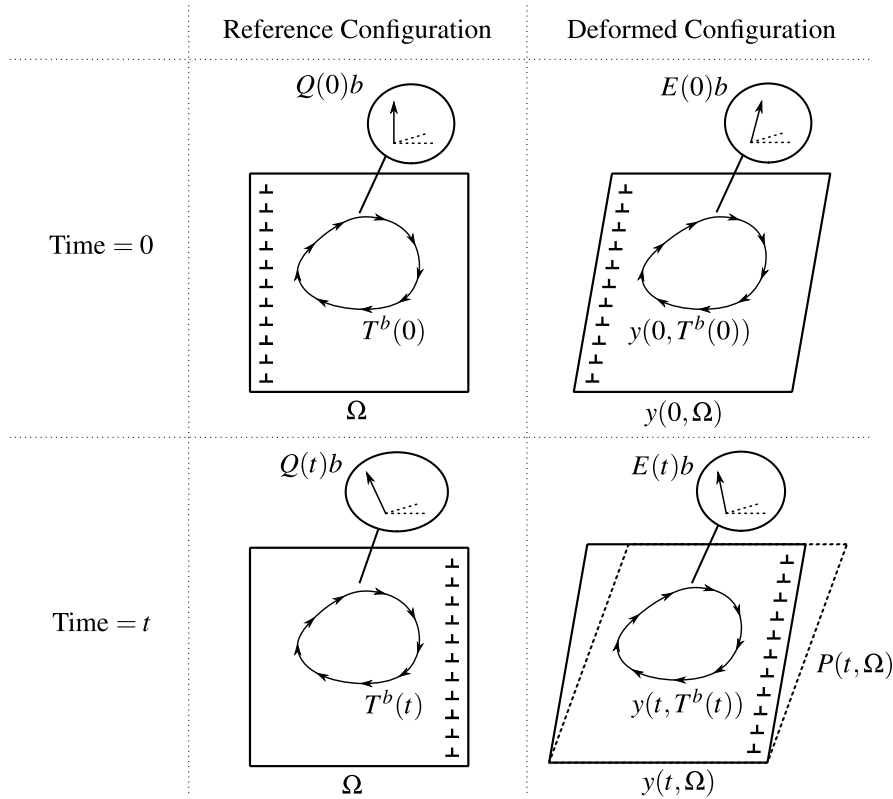 Reference Configuration
Deformed Configuration
Q(0)b
E(0)b
Time = 0
T^b(0)
y(0, T^b(0))
Ω
y(0, Ω)
Q(t)b
E(t)b
Time = t
P(t, Ω)
T^b(t)
y(t, T^b(t))
Ω
y(t, Ω)